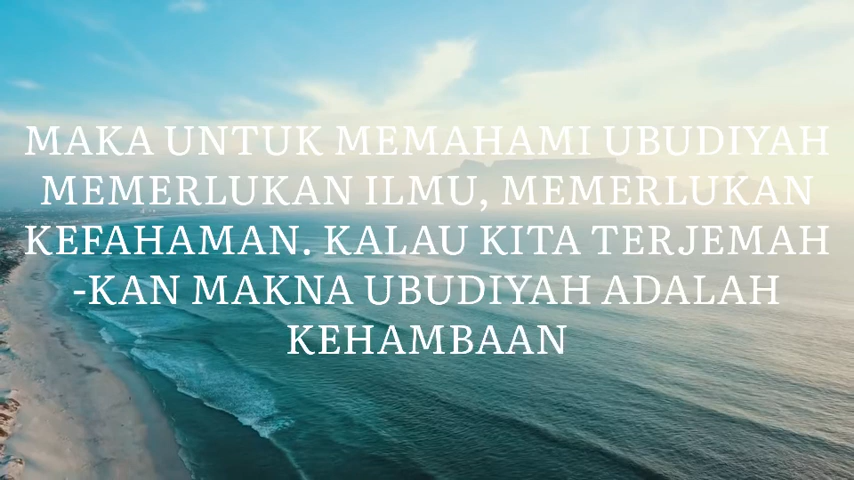 MAKA UNTUK MEMAHAMI UBUDIYAH
MEMERLUKAN ILMU, MEMERLUKAN
KEFAHAMAN. KALAU KITA TERJEMAH
-KAN MAKNA UBUDIYAH ADALAH
KEHAMBAAN